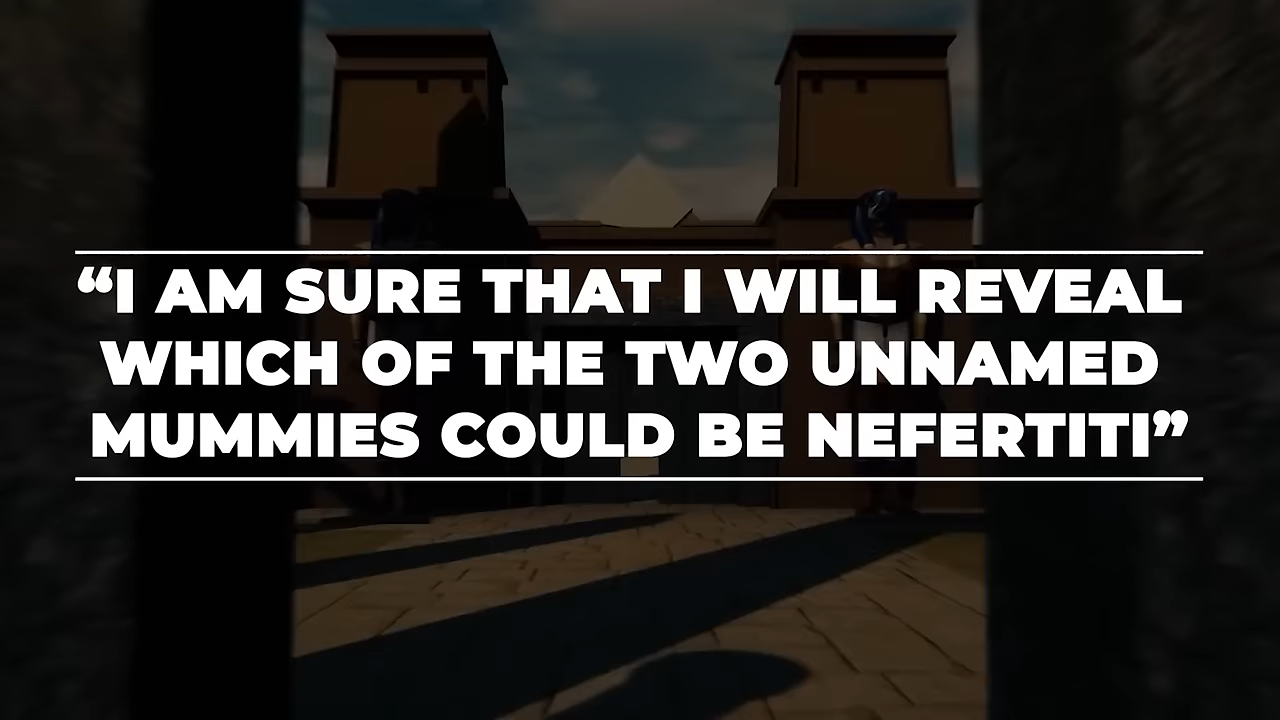 “I AM SURE THAT I WILL REVEAL
WHICH OF THE TWO UNNAMED
MUMMIES COULD BE NEFERTITI”